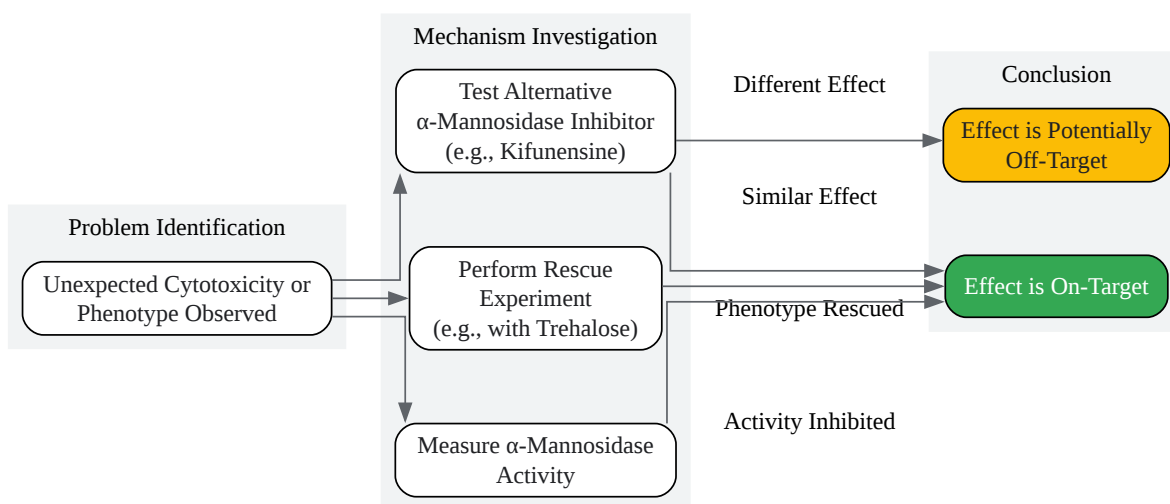 Problem Identification
Unexpected Cytotoxicity or
Phenotype Observed
Mechanism Investigation
Test Alternative
α-Mannosidase Inhibitor
(e.g., Kifunensine)
Perform Rescue
Experiment
(e.g., with Trehalose)
Measure α-Mannosidase
Activity
Different Effect
Similar Effect
Phenotype Rescued
Activity Inhibited
Conclusion
Effect is Potentially
Off-Target
Effect is On-Target